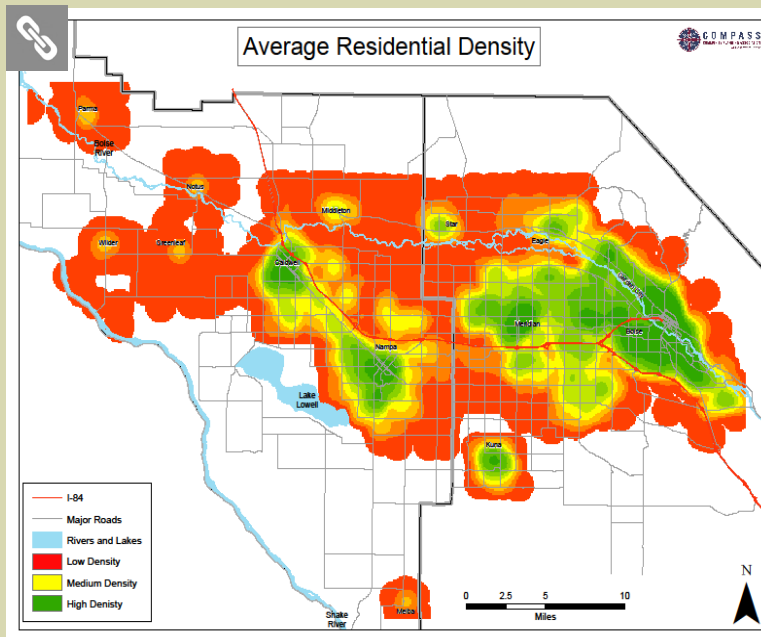 Average Residential Density
COMPASS
Parma
Boise
River
Notus
Middleton
Star
Eagle
Wilder
Greenleaf
Caldwell
Garden City
Meridian
Boise
Nampa
Lake
Lowell
Kuna
I-84
Major Roads
Rivers and Lakes
Low Density
Medium Density
High Denisty
Snake
River
Melba
0 2.5 5 10
Miles
N